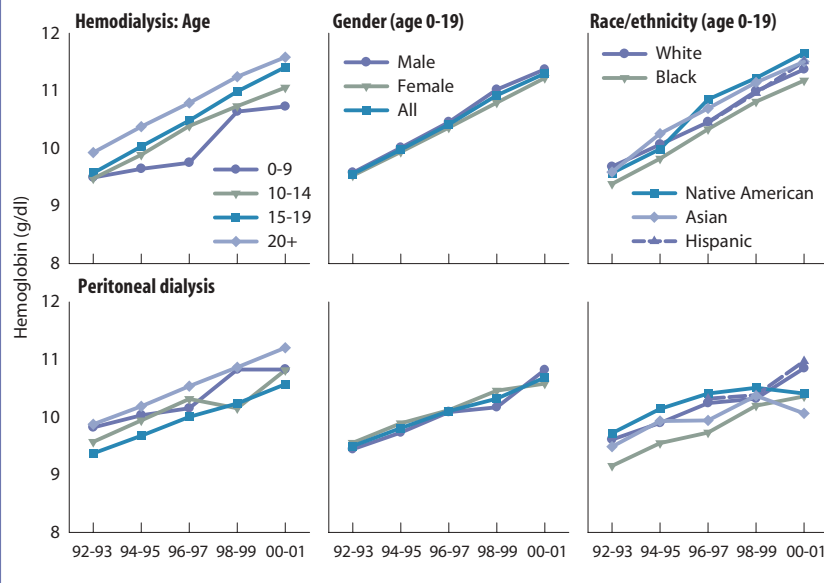 Hemodialysis: Age
Gender (age 0-19)
Race/ethnicity (age 0-19)
12
11
10
9
8
Hemoglobin (g/dl)
0-9
10-14
15-19
20+
Male
Female
All
White
Black
Native American
Asian
Hispanic
Peritoneal dialysis
12
11
10
9
8
92-93 94-95 96-97 98-99 00-01
92-93 94-95 96-97 98-99 00-01
92-93 94-95 96-97 98-99 00-01